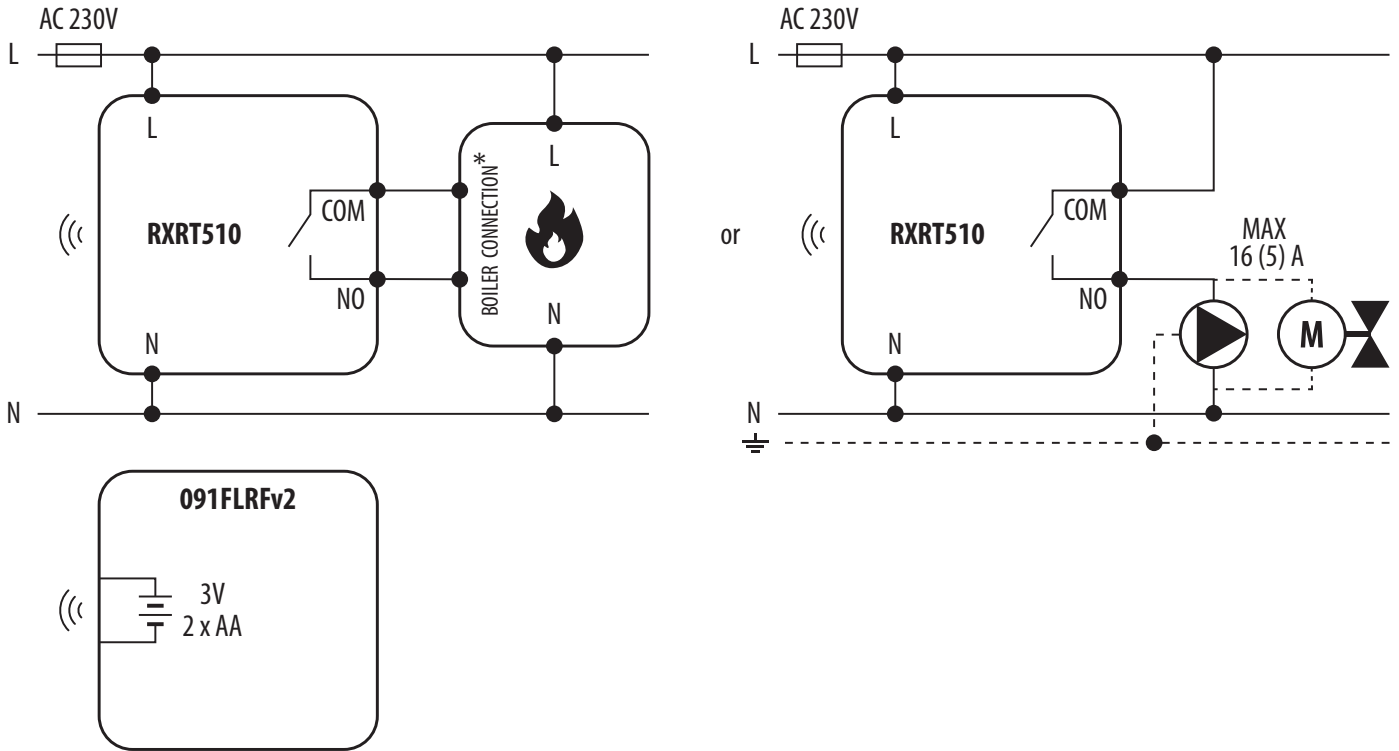 AC 230V
L
L
RXRT510
COM
NO
N
BOILER CONNECTION*
L
N
N
or
AC 230V
L
L
RXRT510
COM
NO
N
MAX
16 (5) A
M
N
091FLRFv2
3V
2 x AA